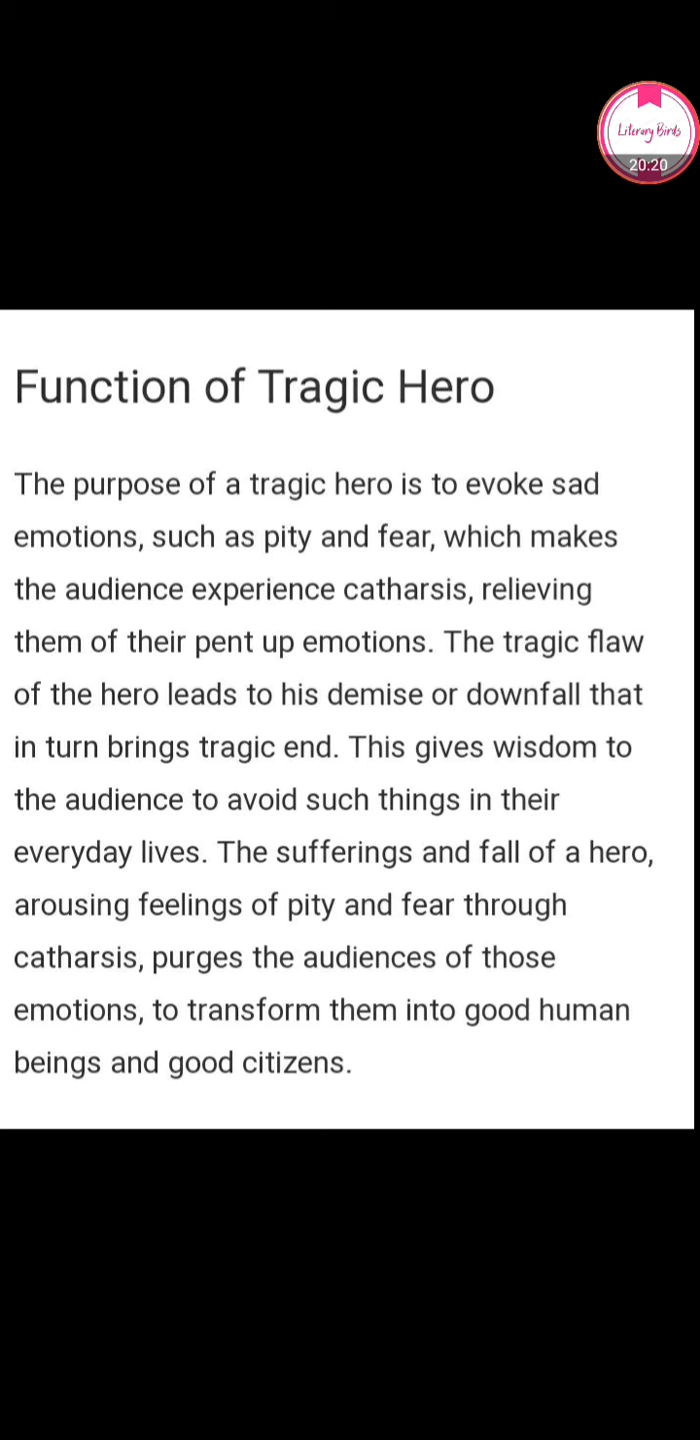 Literary Birds
20:20
Function of Tragic Hero
The purpose of a tragic hero is to evoke sad
emotions, such as pity and fear, which makes
the audience experience catharsis, relieving
them of their pent up emotions. The tragic flaw
of the hero leads to his demise or downfall that
in turn brings tragic end. This gives wisdom to
the audience to avoid such things in their
everyday lives. The sufferings and fall of a hero,
arousing feelings of pity and fear through
catharsis, purges the audiences of those
emotions, to transform them into good human
beings and good citizens.